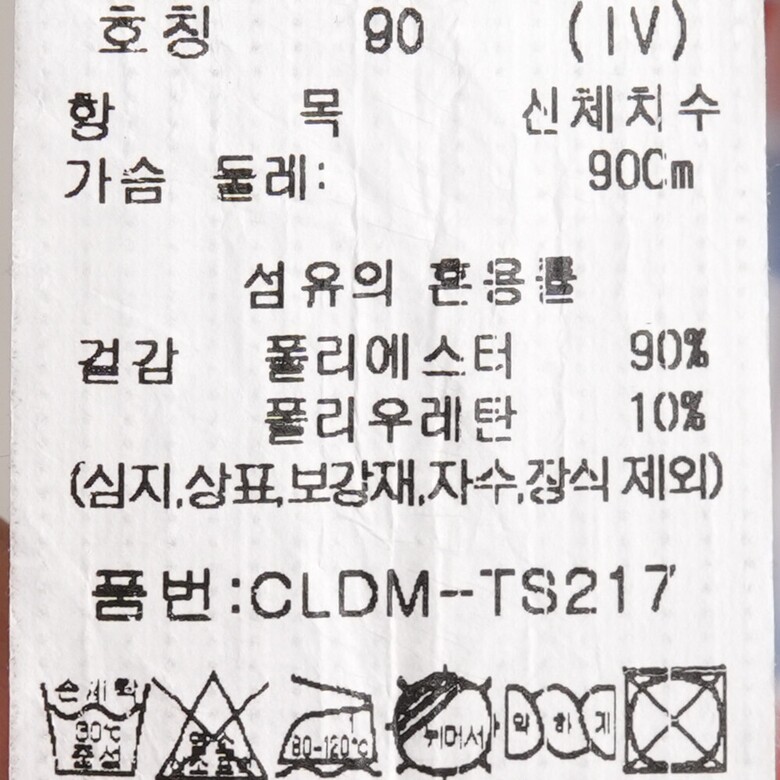 호칭 90 (IV)
항 목 신체치수
가슴 둘레: 90Cm
섬유의 혼용률
겉감 폴리에스터 90%
폴리우레탄 10%
(심지,상표,보강재,자수,장식 제외)
품번:CLDM--TS217
손세탁 30℃ 중성
80-120℃
뉘어서
약하게